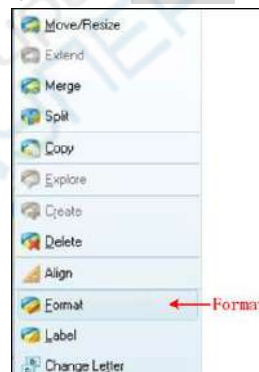 Move/Resize
Extend
Merge
Split
Copy
Explore
Create
Delete
Align
Format
Format
Label
Change Letter